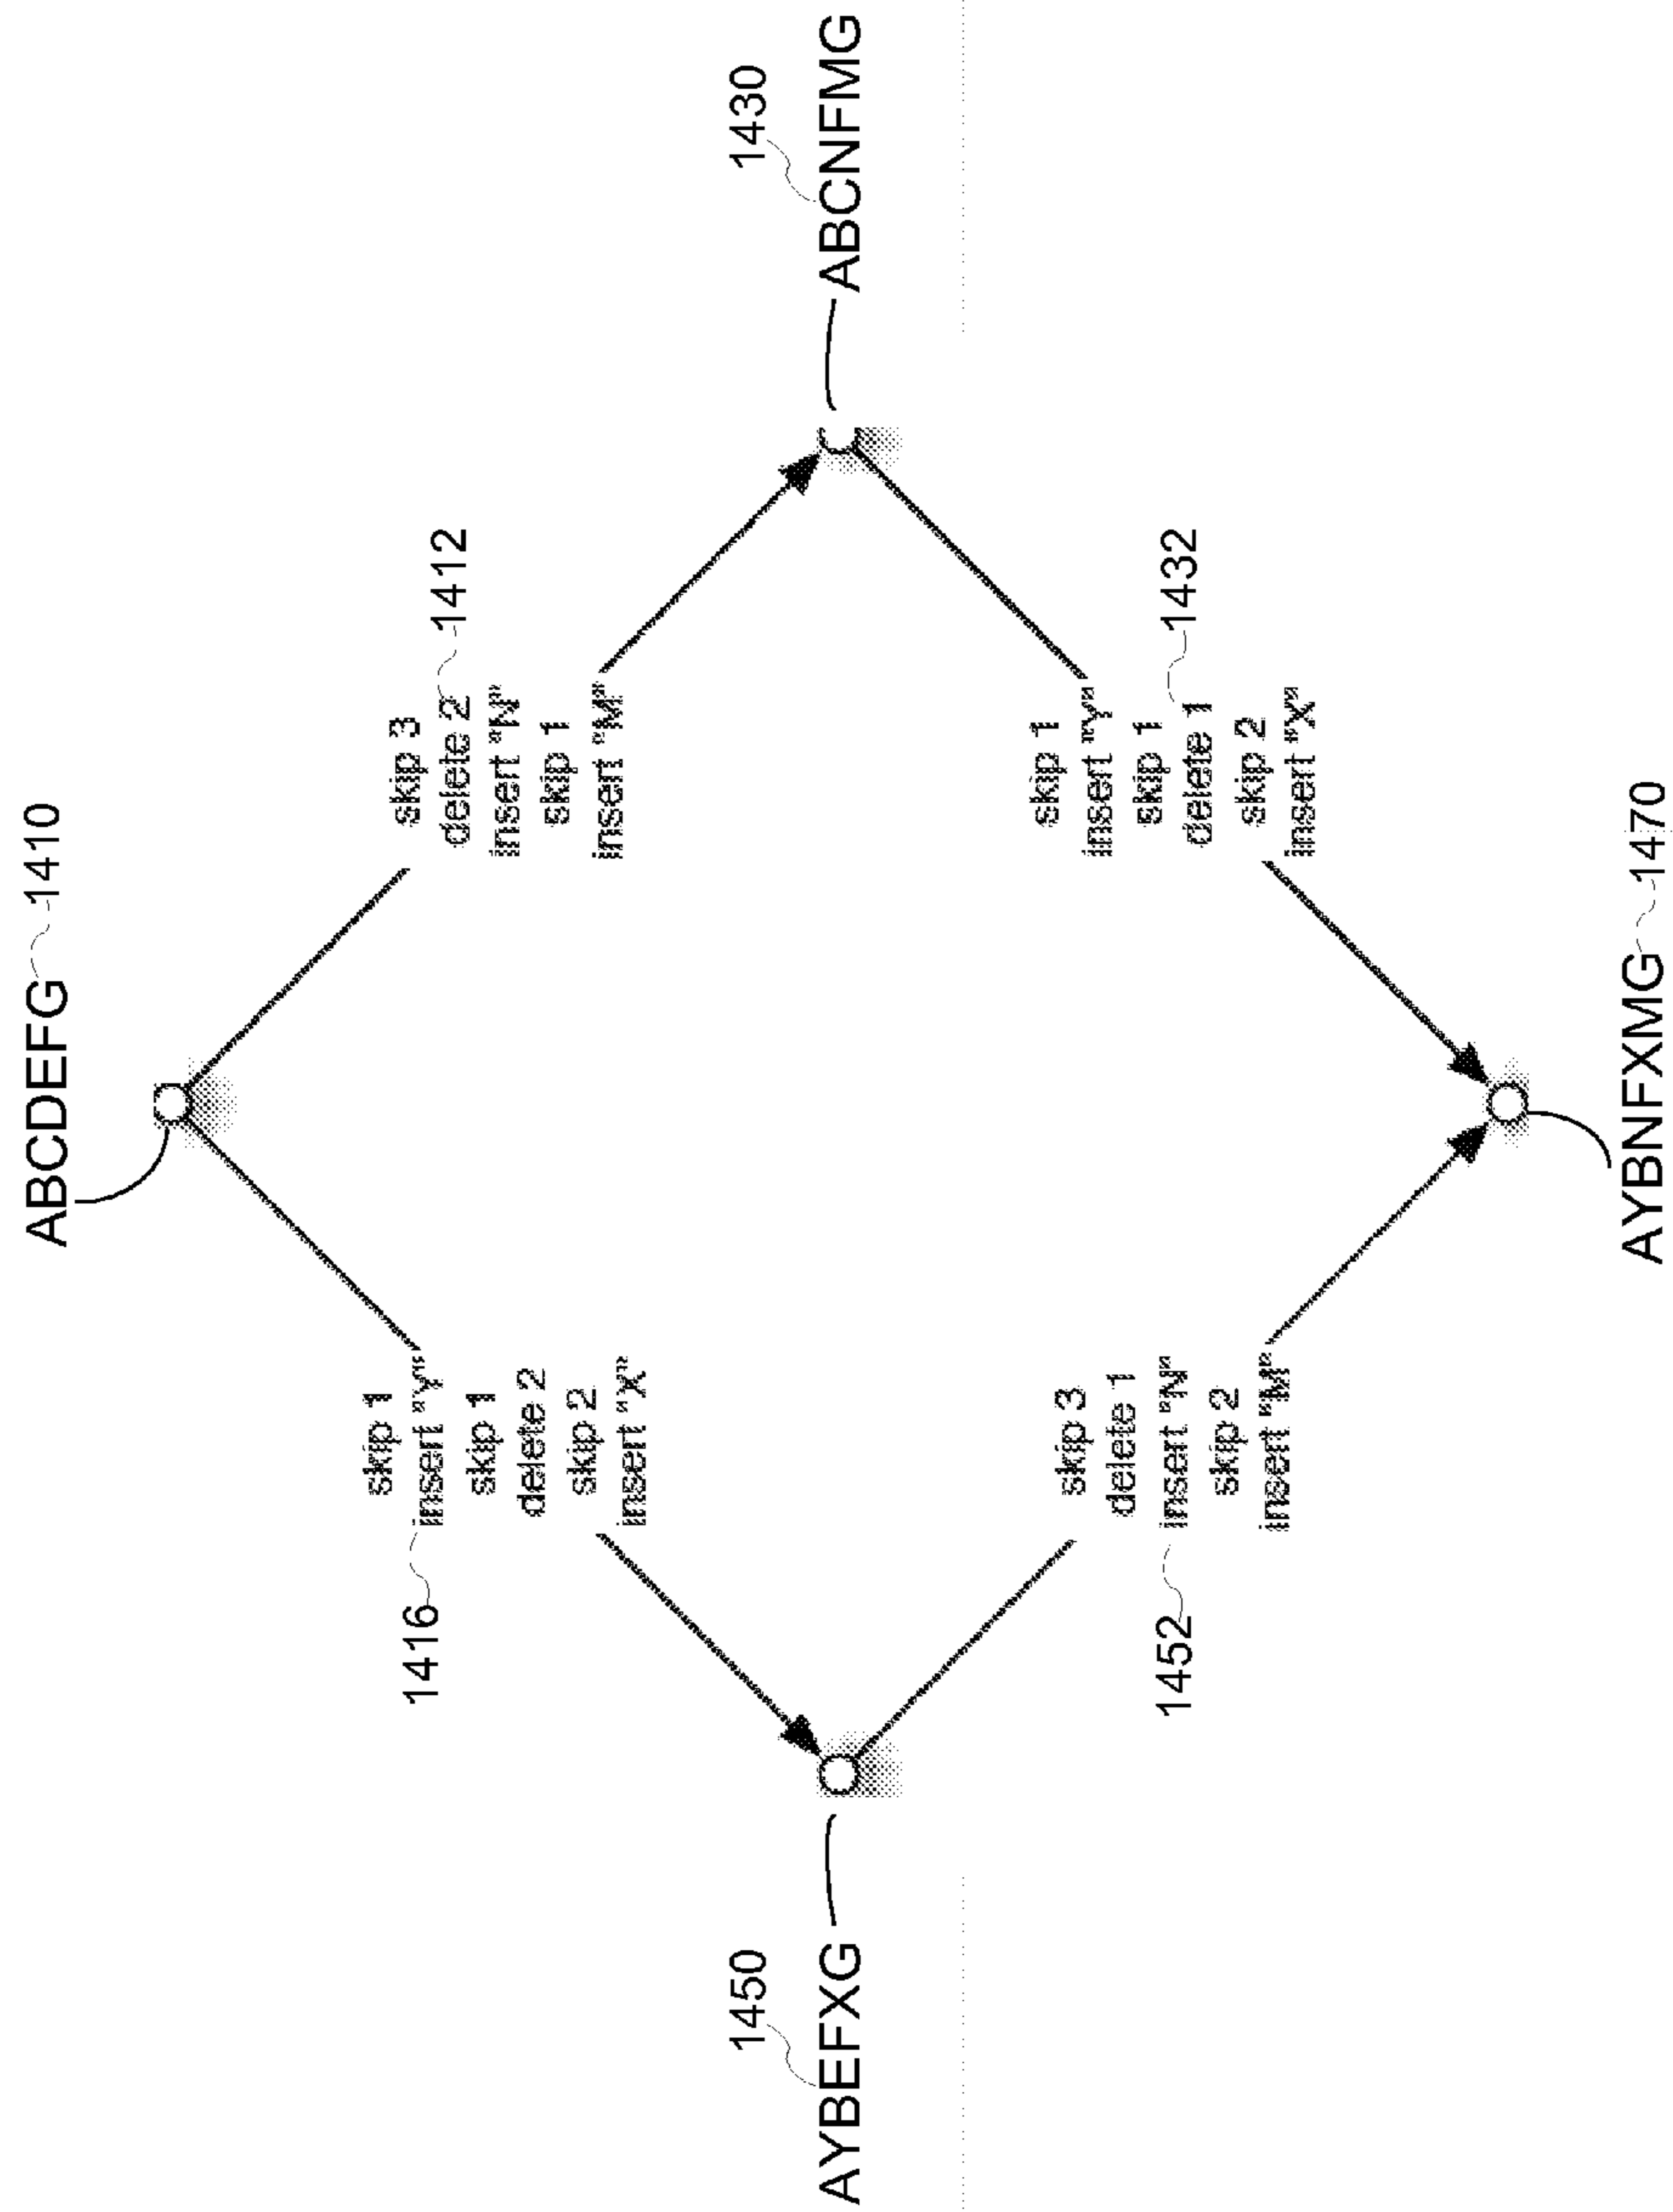 ABCDEFG 1410
1416
skip 1
insert "Y"
skip 1
delete 2
skip 2
insert "X"
skip 3
delete 2 1412
insert "N"
skip 1
insert "M"
1450
AYBEFXG
1430
ABCNFMG
1452
skip 3
delete 1
insert "N"
skip 2
insert "M"
skip 1
insert "Y"
skip 1
delete 1 1432
skip 2
insert "X"
AYBNFXMG 1470